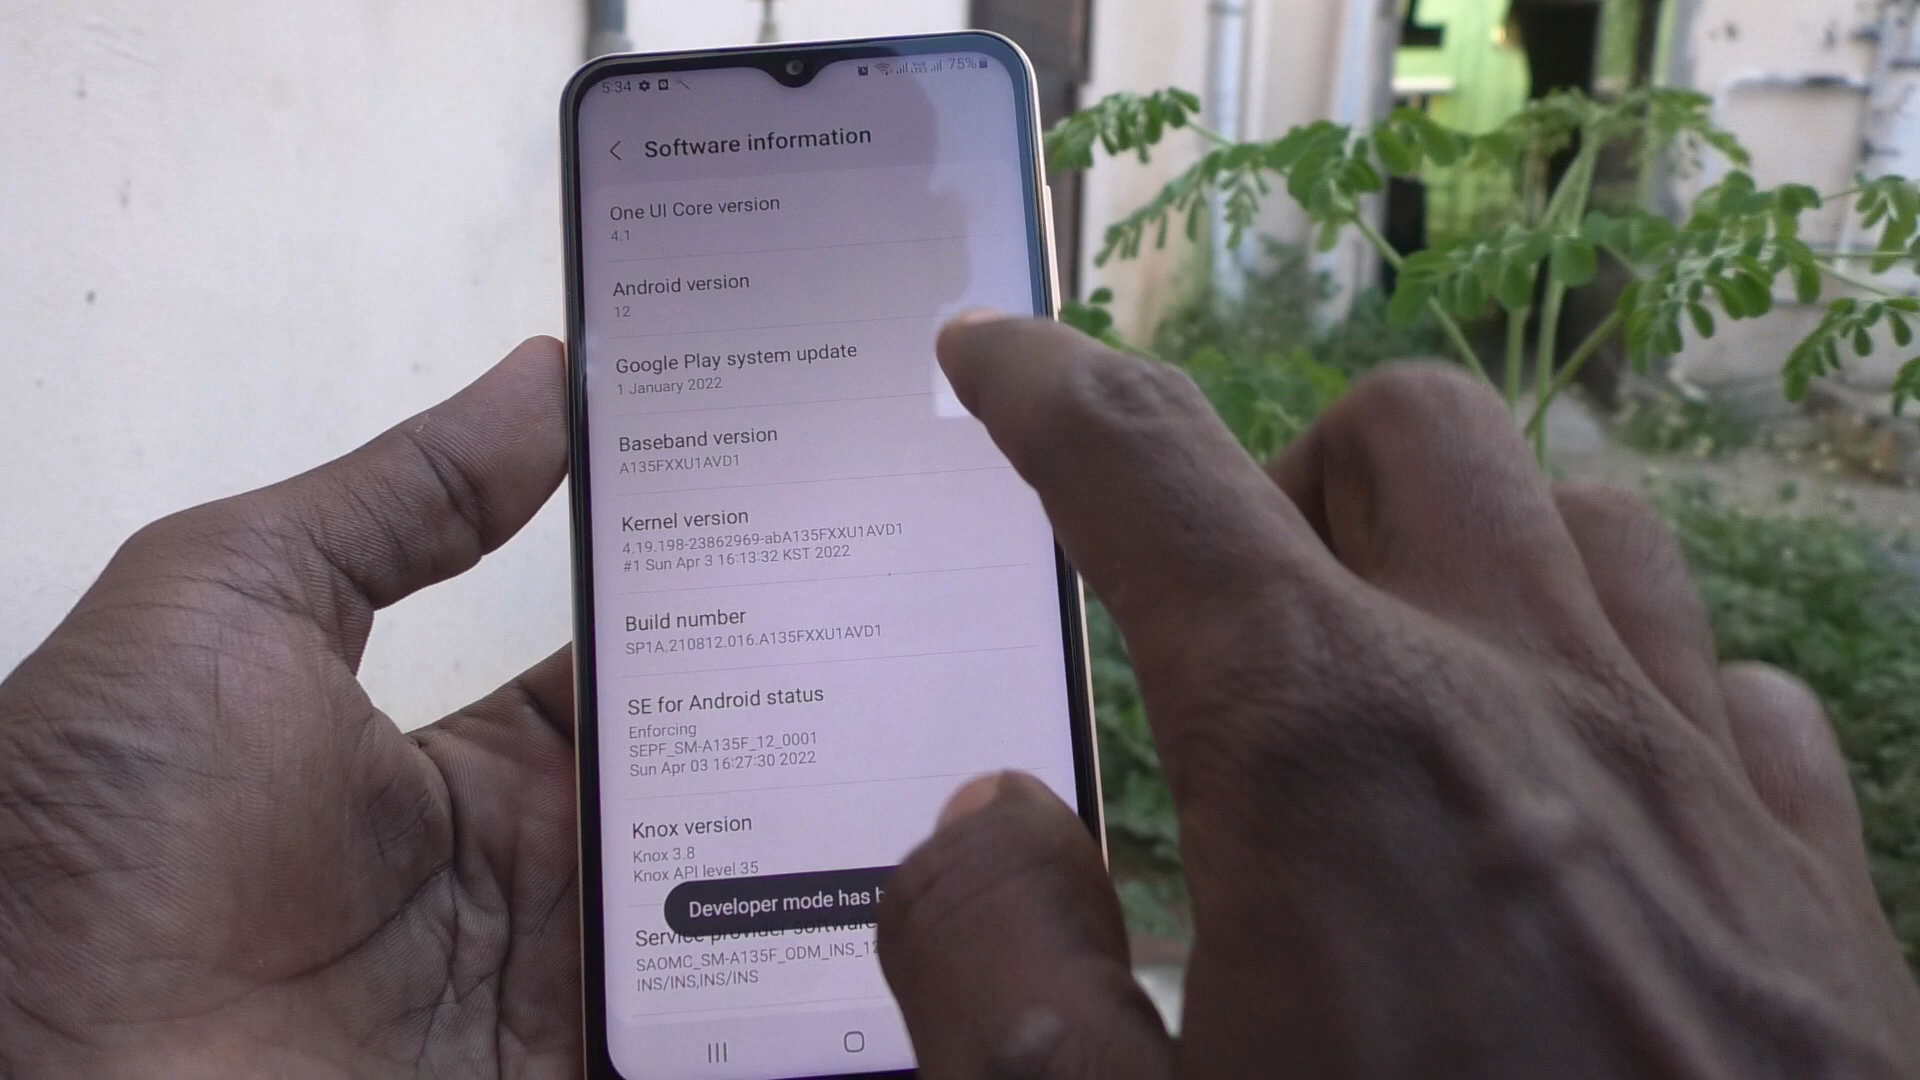 5:34 75%
Software information
One UI Core version
4.1
Android version
12
Google Play system update
1 January 2022
Baseband version
A135FXXU1AVD1
Kernel version
4.19.198-23862969-abA135FXXU1AVD1
#1 Sun Apr 3 16:13:32 KST 2022
Build number
SP1A.210812.016.A135FXXU1AVD1
SE for Android status
Enforcing
SEPF_SM-A135F_12_0001
Sun Apr 03 16:27:30 2022
Knox version
Knox 3.8
Knox API level 35
Developer mode has
Service provider software
SAOMC_SM-A135F_ODM_INS_12
INS/INS,INS/INS